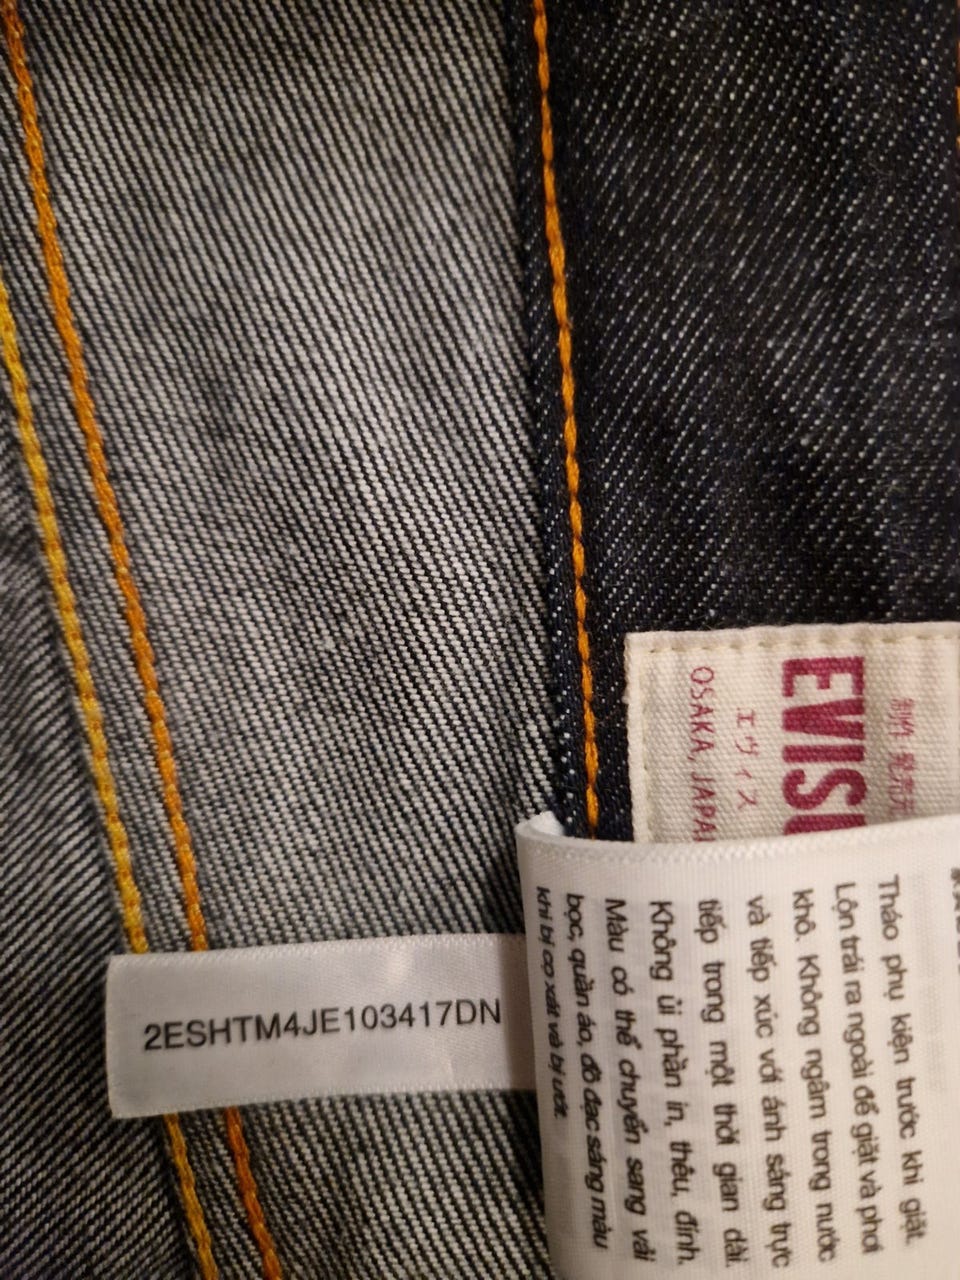 EVISU
エヴィス
OSAKA, JAPAN
2ESHTM4JE103417DN
Tháo phụ kiện trước khi giặt.
Lộn trái ra ngoài để giặt và phơi
khô. Không ngâm trong nước
và tiếp xúc với ánh sáng trực
tiếp trong một thời gian dài.
Không ủi phần in, thêu, đính.
Màu có thể chuyển sang vải
bọc, quần áo, đồ đạc sáng màu
khi bị cọ xát và bị ướt.